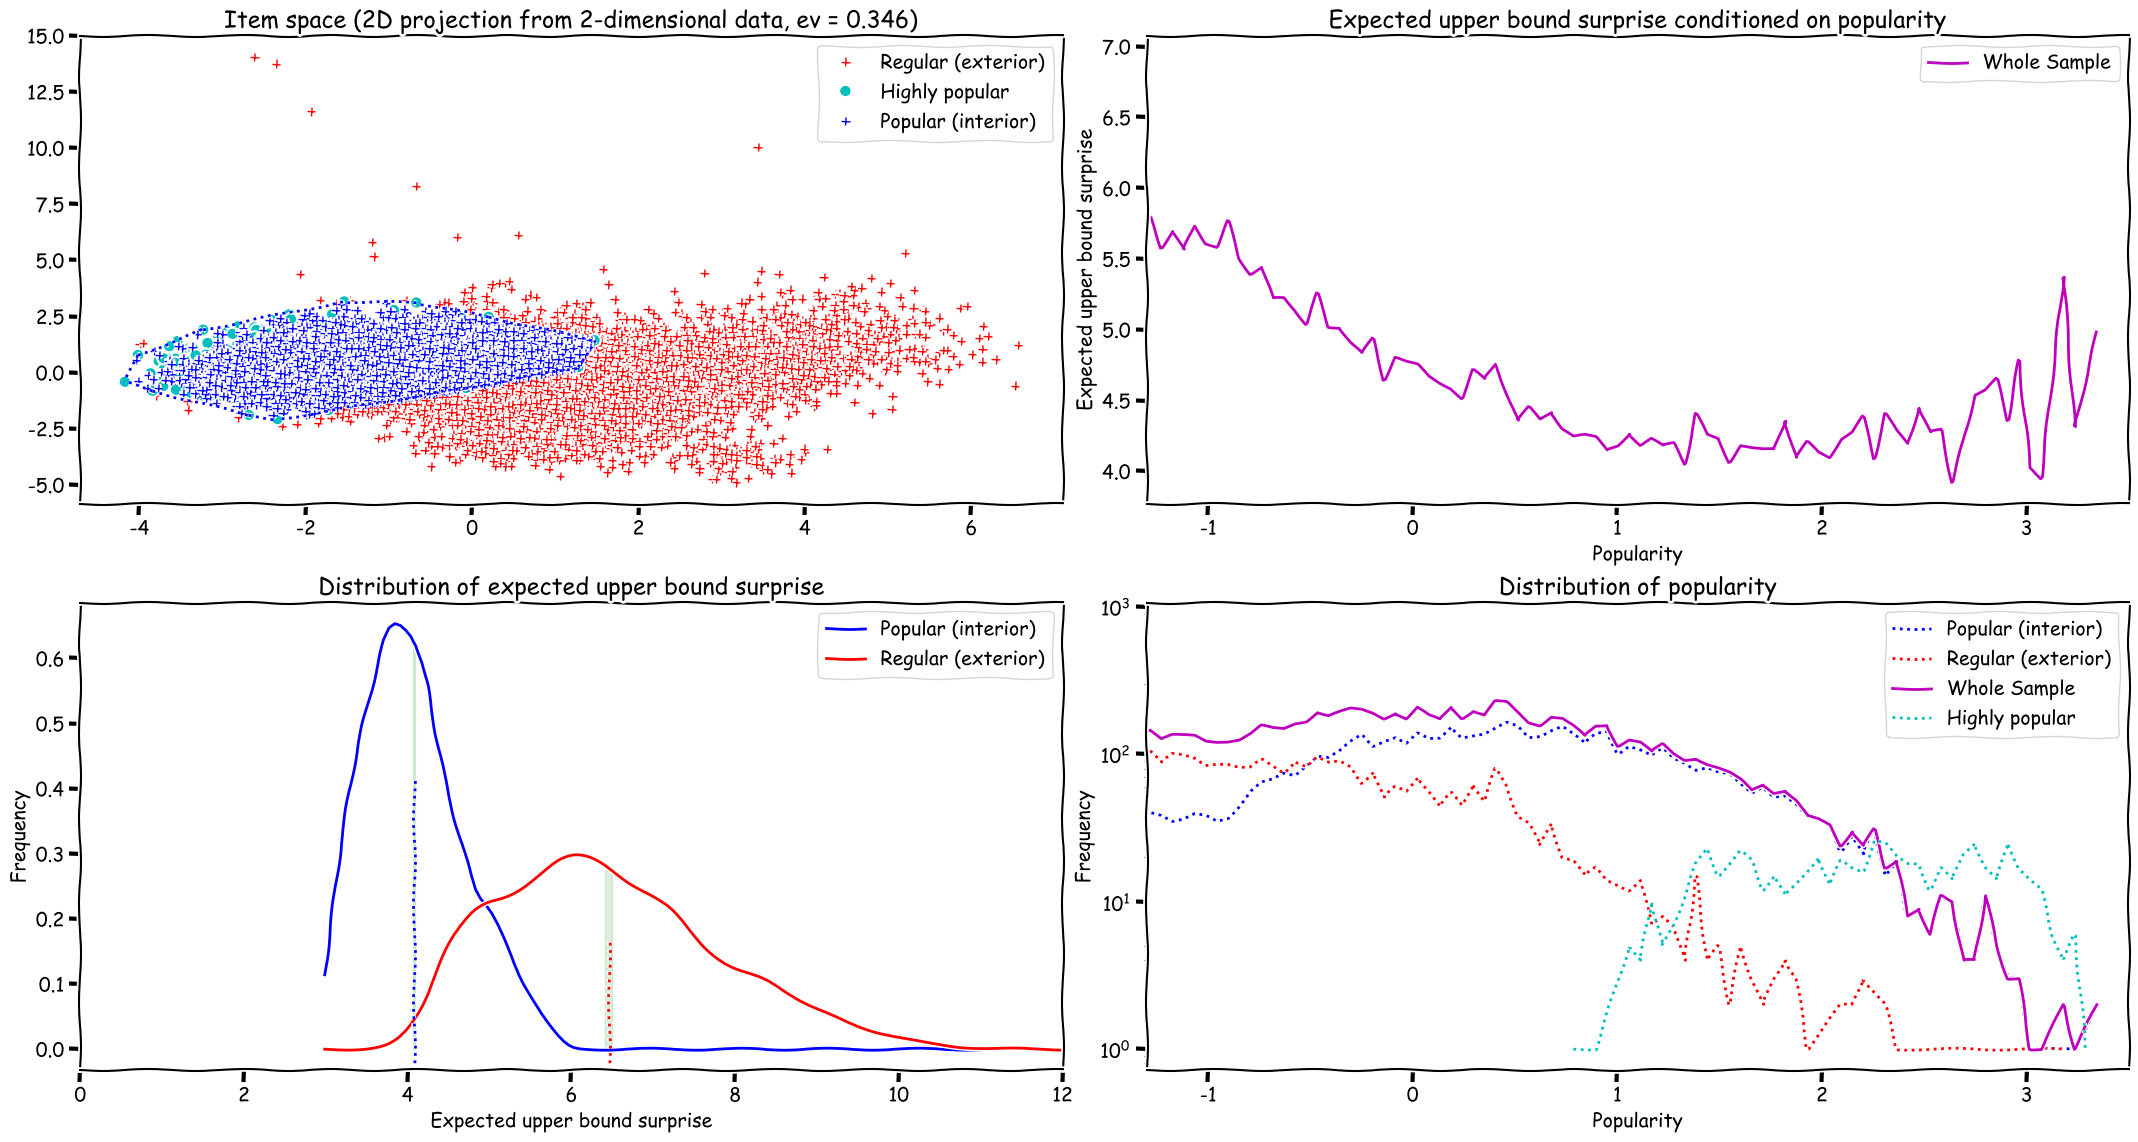 Item space (2D projection from 2-dimensional data, ev = 0.346)
15.0
12.5
10.0
7.5
5.0
2.5
0.0
-2.5
-5.0
Regular (exterior)
Highly popular
Popular (interior)
-4
-2
0
2
4
6
Expected upper bound surprise conditioned on popularity
Expected upper bound surprise
7.0
6.5
6.0
5.5
5.0
4.5
4.0
Whole Sample
-1
0
1
2
3
Popularity
Distribution of expected upper bound surprise
Frequency
0.6
0.5
0.4
0.3
0.2
0.1
0.0
Popular (interior)
Regular (exterior)
0
2
4
6
8
10
12
Expected upper bound surprise
Distribution of popularity
Frequency
10³
10²
10¹
10⁰
Popular (interior)
Regular (exterior)
Whole Sample
Highly popular
-1
0
1
2
3
Popularity